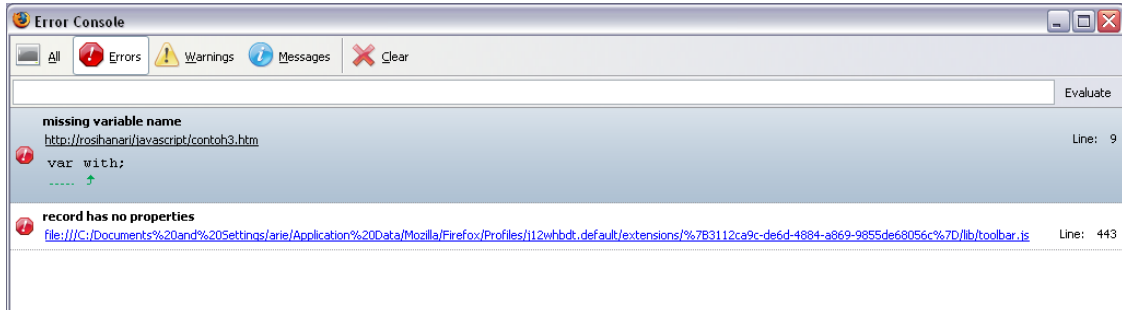 Error Console
All Errors Warnings Messages Clear
Evaluate
missing variable name
http://rosihanari/javascript/contoh3.htm Line: 9
var with;
record has no properties
file:///C:/Documents%20and%20Settings/arie/Application%20Data/Mozilla/Firefox/Profiles/j12whbdt.default/extensions/%7B3112ca9c-de6d-4884-a869-9855de68056c%7D/lib/toolbar.js Line: 443